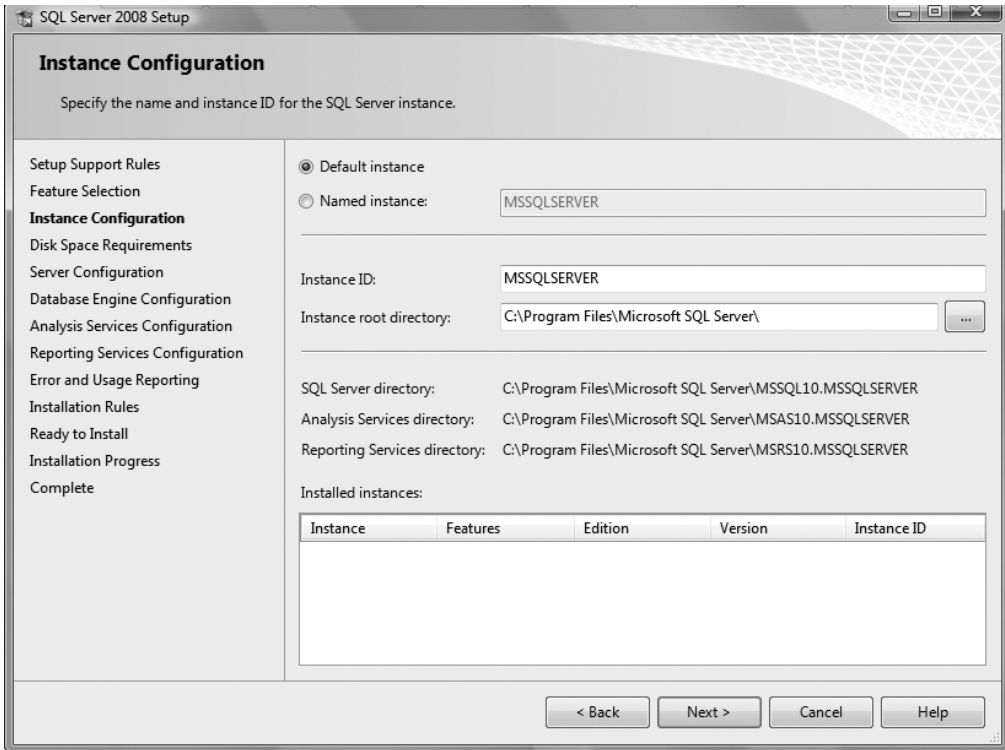 SQL Server 2008 Setup
Instance Configuration
Specify the name and instance ID for the SQL Server instance.
Setup Support Rules
Feature Selection
Instance Configuration
Disk Space Requirements
Server Configuration
Database Engine Configuration
Analysis Services Configuration
Reporting Services Configuration
Error and Usage Reporting
Installation Rules
Ready to Install
Installation Progress
Complete
Default instance
Named instance: MSSQLSERVER
Instance ID: MSSQLSERVER
Instance root directory: C:\Program Files\Microsoft SQL Server\ ...
SQL Server directory: C:\Program Files\Microsoft SQL Server\MSSQL10.MSSQLSERVER
Analysis Services directory: C:\Program Files\Microsoft SQL Server\MSAS10.MSSQLSERVER
Reporting Services directory: C:\Program Files\Microsoft SQL Server\MSRS10.MSSQLSERVER
Installed instances:
Instance Features Edition Version Instance ID
< Back Next > Cancel Help